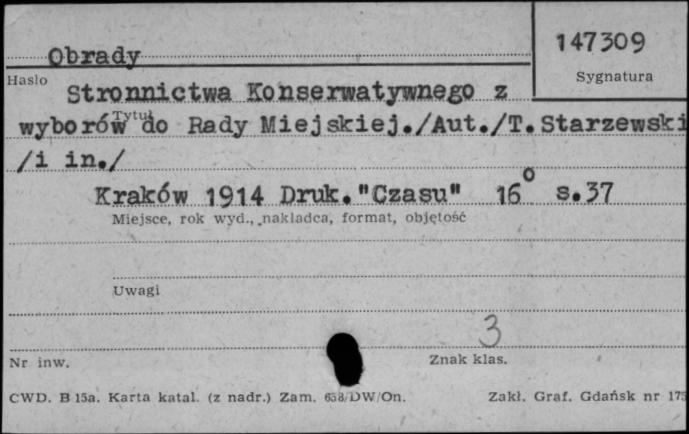 Obrady
147309
Hasło
Sygnatura
Stronnictwa Konserwatywnego z
Tytuł
wyborów do Rady Miejskiej./Aut./T.Starzewski
/i in./
Kraków 1914 Druk."Czasu" 16° s.37
Miejsce, rok wyd., nakładca, format, objętość
Uwagi
3
Nr inw.
Znak klas.
CWD. B 15a. Karta katal. (z nadr.) Zam. 638/DW/On.
Zakł. Graf. Gdańsk nr 175